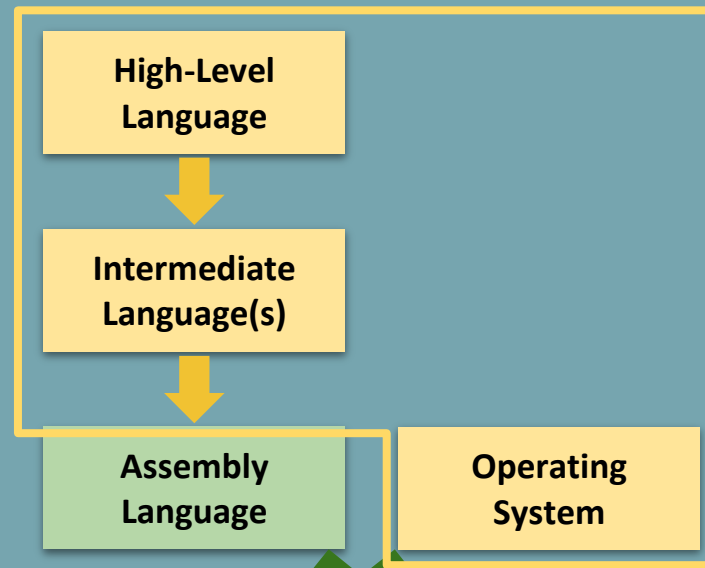 High-Level
Language
Intermediate
Language(s)
Assembly
Language
Operating
System